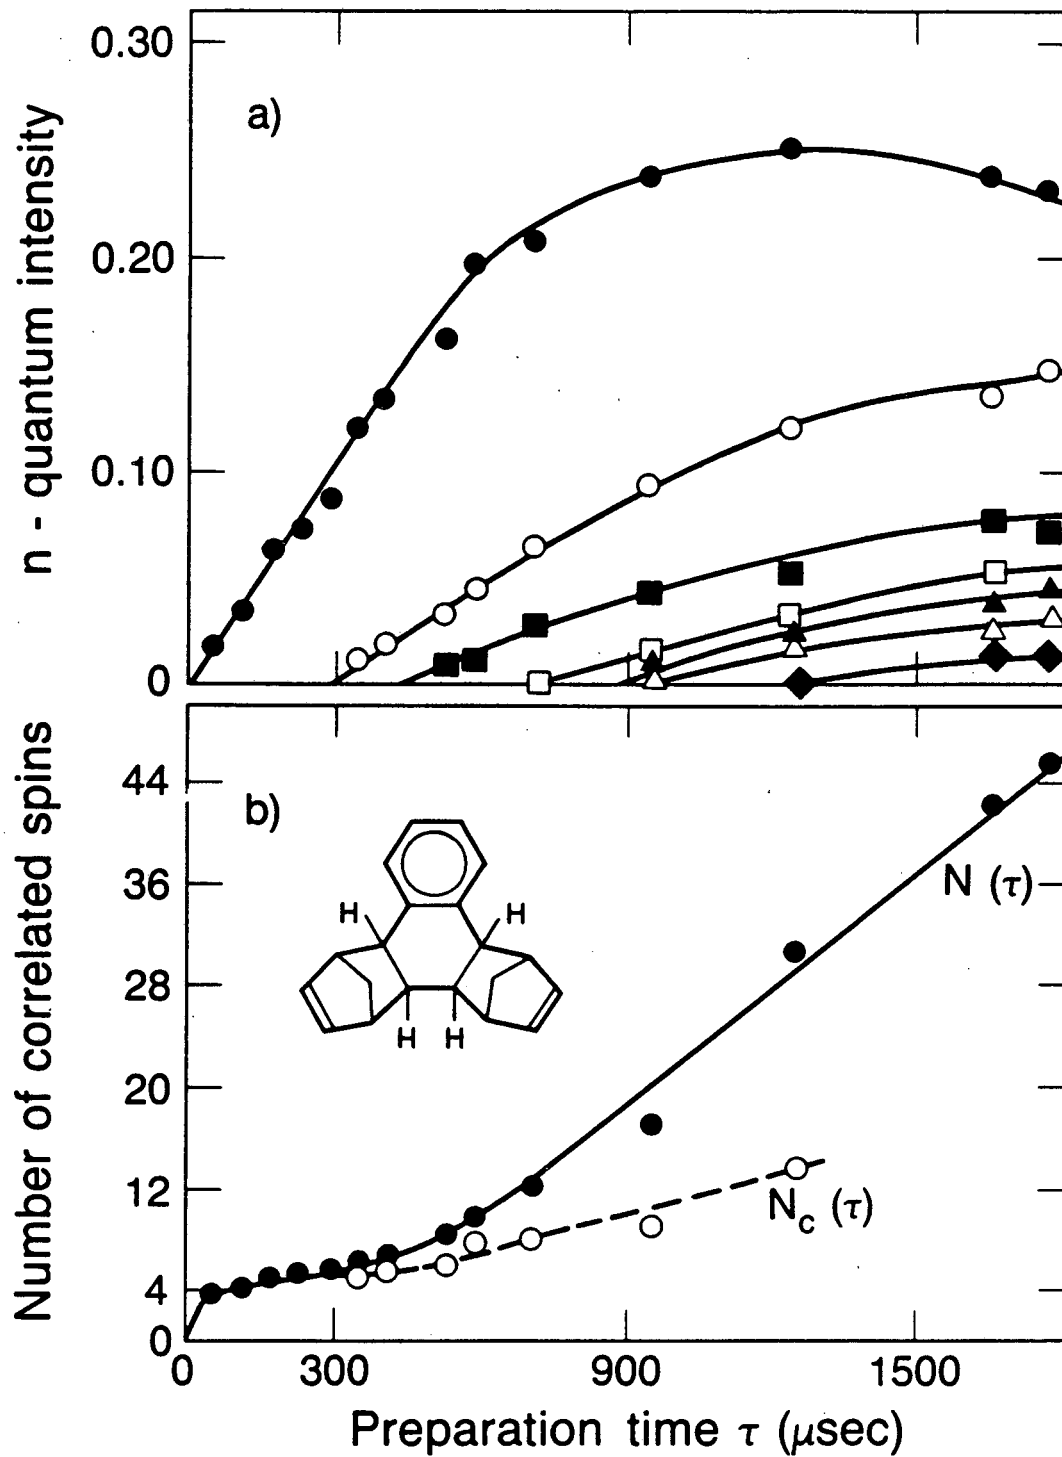 0.30
a)
0.20
0.10
0
n - quantum intensity
44
b)
36
N (τ)
H H
28
H H
20
12
N_c (τ)
4
0
Number of correlated spins
0 300 900 1500
Preparation time τ (μsec)